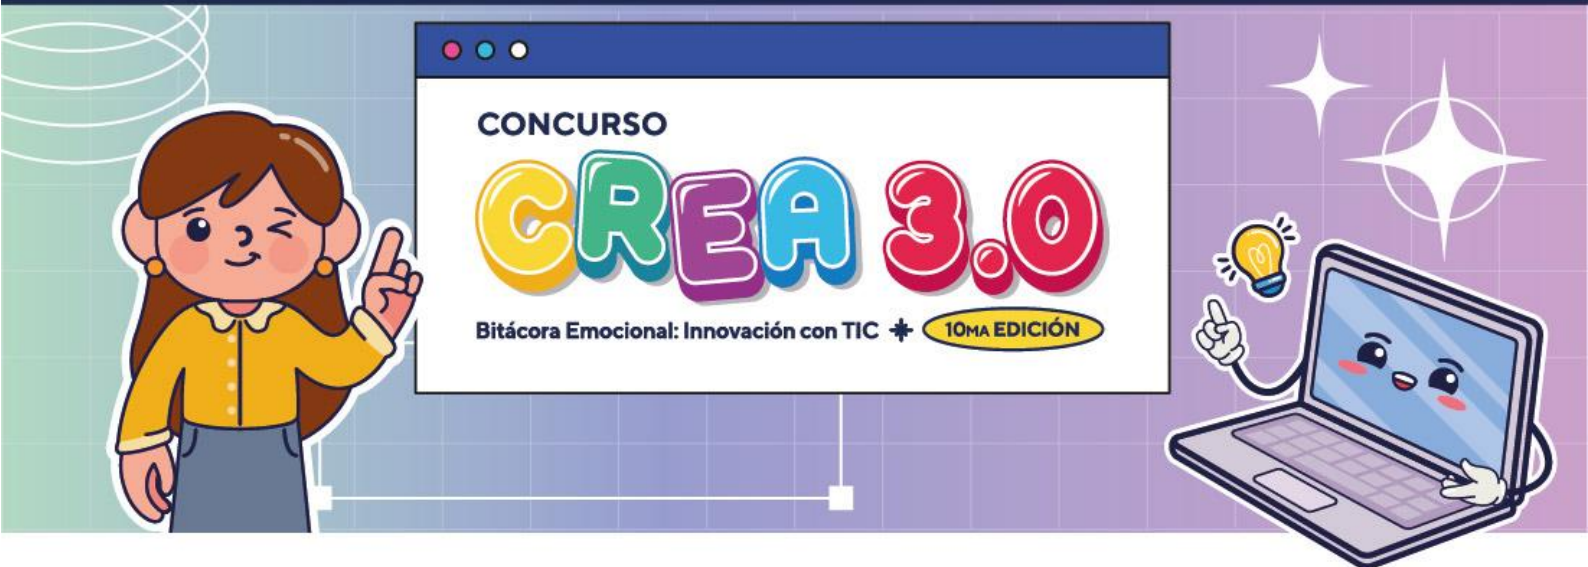 CONCURSO
CREA 3.0
Bitácora Emocional: Innovación con TIC 10MA EDICIÓN